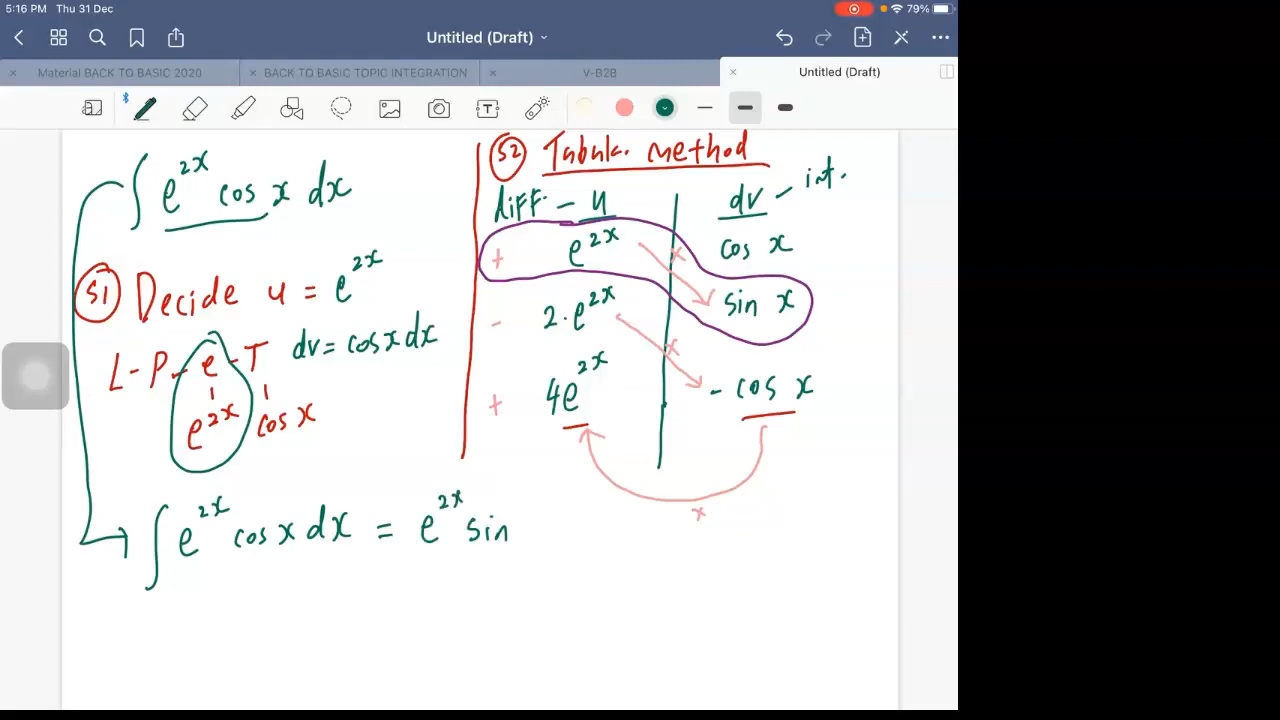 5:16 PM Thu 31 Dec
79%
Untitled (Draft)
Material BACK TO BASIC 2020
BACK TO BASIC TOPIC INTEGRATION
V-B2B
Untitled (Draft)
∫ e^2x cos x dx
S1 Decide u = e^2x
dv = cos x dx
L - P - e - T
e^2x cos x
∫ e^2x cos x dx = e^2x sin
S2 Tabular method
diff. - u dv - int.
+ e^2x cos x
x
- 2·e^2x sin x
x
+ 4e^2x - cos x
x